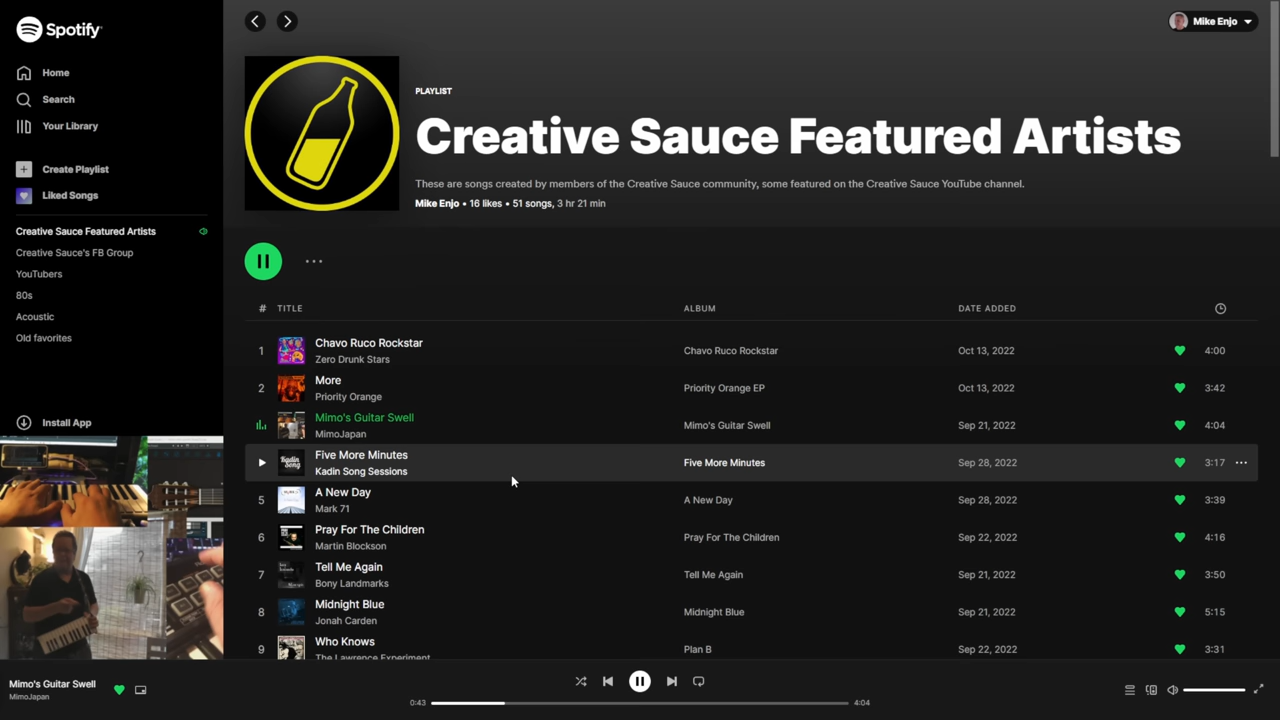 Spotify
Home
Search
Your Library
Create Playlist
Liked Songs
Creative Sauce Featured Artists
Creative Sauce's FB Group
YouTubers
80s
Acoustic
Old favorites
Install App
Mike Enjo
PLAYLIST
Creative Sauce Featured Artists
These are songs created by members of the Creative Sauce community, some featured on the Creative Sauce YouTube channel.
Mike Enjo • 16 likes • 51 songs, 3 hr 21 min
# TITLE ALBUM DATE ADDED
1 Chavo Ruco Rockstar Chavo Ruco Rockstar Oct 13, 2022 4:00
Zero Drunk Stars
2 More Priority Orange EP Oct 13, 2022 3:42
Priority Orange
Mimo's Guitar Swell Mimo's Guitar Swell Sep 21, 2022 4:04
MimoJapan
Five More Minutes Five More Minutes Sep 28, 2022 3:17
Kadin Song Sessions
5 A New Day A New Day Sep 28, 2022 3:39
Mark 71
6 Pray For The Children Pray For The Children Sep 22, 2022 4:16
Martin Blockson
7 Tell Me Again Tell Me Again Sep 21, 2022 3:50
Bony Landmarks
8 Midnight Blue Midnight Blue Sep 21, 2022 5:15
Jonah Carden
9 Who Knows Plan B Sep 22, 2022 3:31
The Lawrence Experiment
Mimo's Guitar Swell
MimoJapan
0:43 4:04